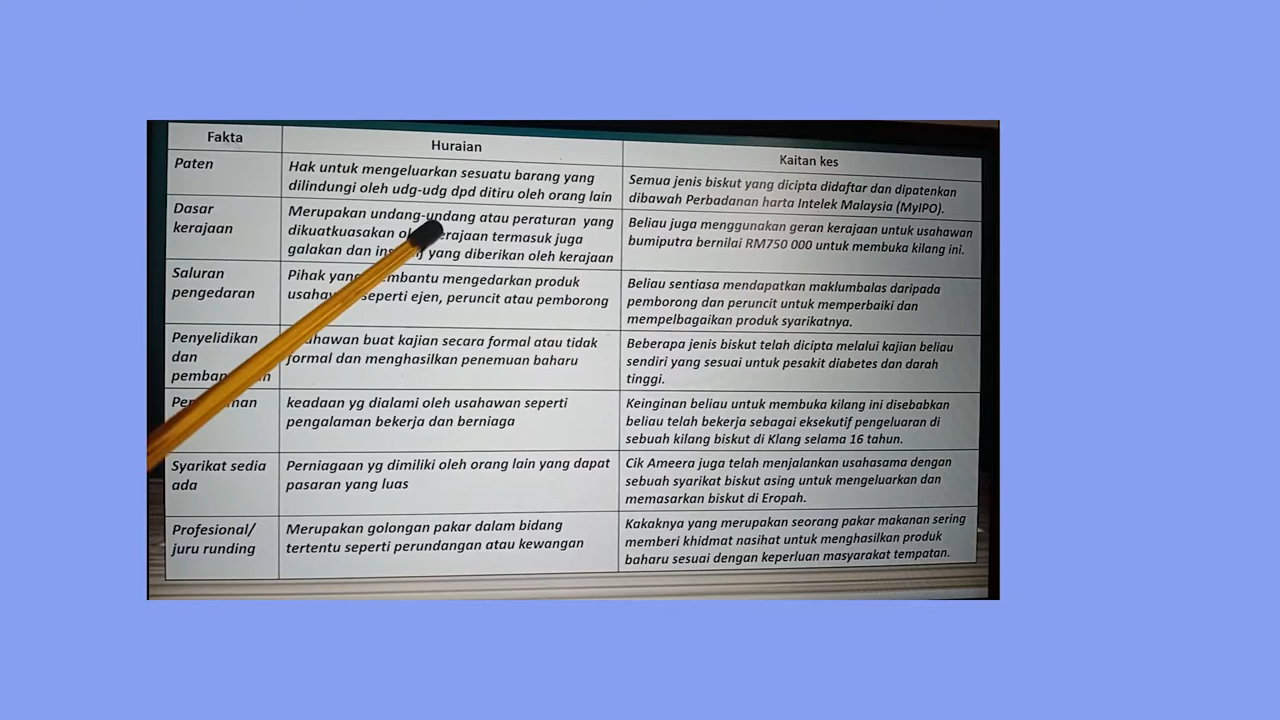 Fakta
Huraian
Kaitan kes
Paten
Hak untuk mengeluarkan sesuatu barang yang
dilindungi oleh udg-udg dpd ditiru oleh orang lain
Semua jenis biskut yang dicipta didaftar dan dipatenkan
dibawah Perbadanan harta Intelek Malaysia (MyIPO).
Dasar
kerajaan
Merupakan undang-undang atau peraturan yang
dikuatkuasakan termasuk juga
galakan dan yang diberikan oleh kerajaan
Beliau juga menggunakan geran kerajaan untuk usahawan
bumiputra bernilai RM750 000 untuk membuka kilang ini.
Saluran
pengedaran
Pihak mengedarkan produk
seperti ejen, peruncit atau pemborong
Beliau sentiasa mendapatkan maklumbalas daripada
pemborong dan peruncit untuk memperbaiki dan
mempelbagaikan produk syarikatnya.
Penyelidikan
dan
buat kajian secara formal atau tidak
formal dan menghasilkan penemuan baharu
Beberapa jenis biskut telah dicipta melalui kajian beliau
sendiri yang sesuai untuk pesakit diabetes dan darah
tinggi.
keadaan yg dialami oleh usahawan seperti
pengalaman bekerja dan berniaga
Keinginan beliau untuk membuka kilang ini disebabkan
beliau telah bekerja sebagai eksekutif pengeluaran di
sebuah kilang biskut di Klang selama 16 tahun.
Syarikat sedia
ada
Perniagaan yg dimiliki oleh orang lain yang dapat
pasaran yang luas
Cik Ameera juga telah menjalankan usahasama dengan
sebuah syarikat biskut asing untuk mengeluarkan dan
memasarkan biskut di Eropah.
Profesional/
juru runding
Merupakan golongan pakar dalam bidang
tertentu seperti perundangan atau kewangan
Kakaknya yang merupakan seorang pakar makanan sering
memberi khidmat nasihat untuk menghasilkan produk
baharu sesuai dengan keperluan masyarakat tempatan.